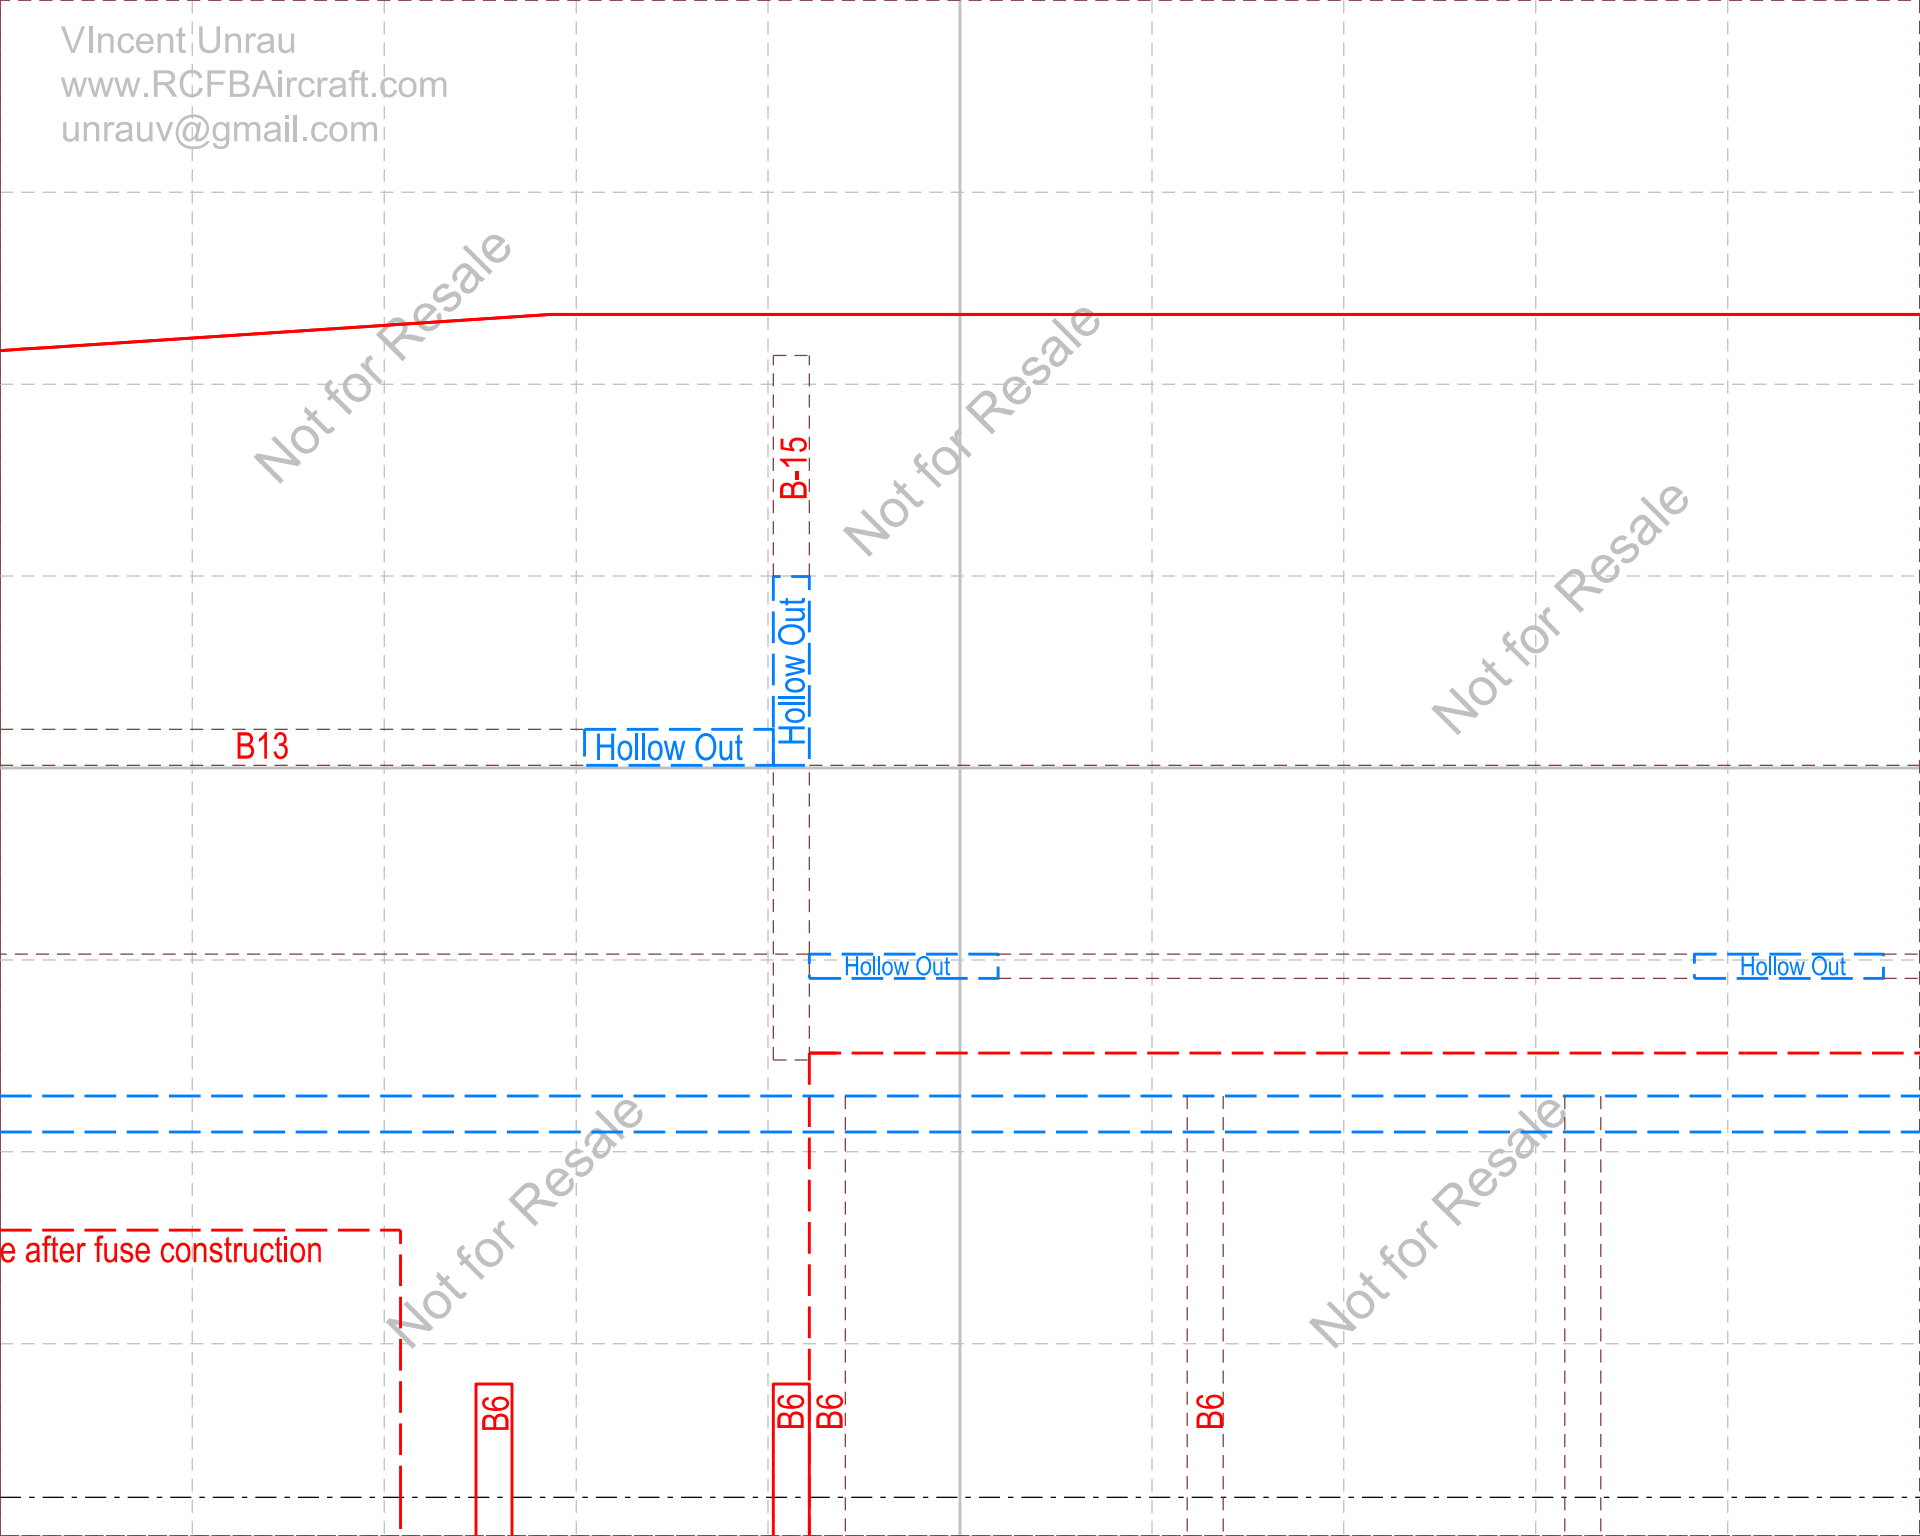 VIncent Unrau
www.RCFBAircraft.com
unrauv@gmail.com
Not for Resale
Not for Resale
B-15
Not for Resale
Hollow Out
B13
Hollow Out
Hollow Out
Hollow Out
Not for Resale
Not for Resale
e after fuse construction
B6
B6
B6
B6